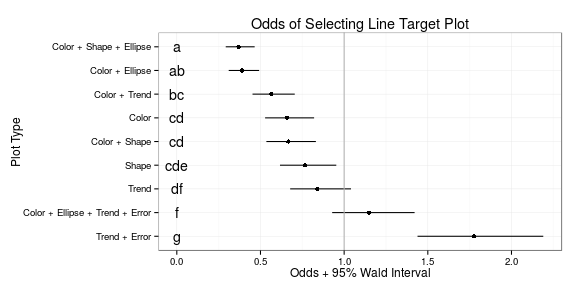 Odds of Selecting Line Target Plot
Plot Type
Color + Shape + Ellipse a
Color + Ellipse ab
Color + Trend bc
Color cd
Color + Shape cd
Shape cde
Trend df
Color + Ellipse + Trend + Error f
Trend + Error g
0.0 0.5 1.0 1.5 2.0
Odds + 95% Wald Interval